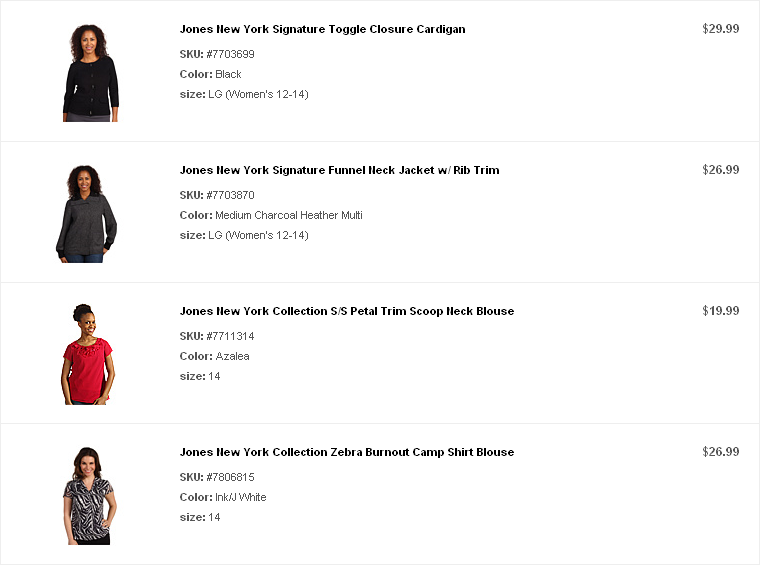 Jones New York Signature Toggle Closure Cardigan $29.99
SKU: #7703699
Color: Black
size: LG (Women's 12-14)
Jones New York Signature Funnel Neck Jacket w/ Rib Trim $26.99
SKU: #7703870
Color: Medium Charcoal Heather Multi
size: LG (Women's 12-14)
Jones New York Collection S/S Petal Trim Scoop Neck Blouse $19.99
SKU: #7711314
Color: Azalea
size: 14
Jones New York Collection Zebra Burnout Camp Shirt Blouse $26.99
SKU: #7806815
Color: Ink/J White
size: 14